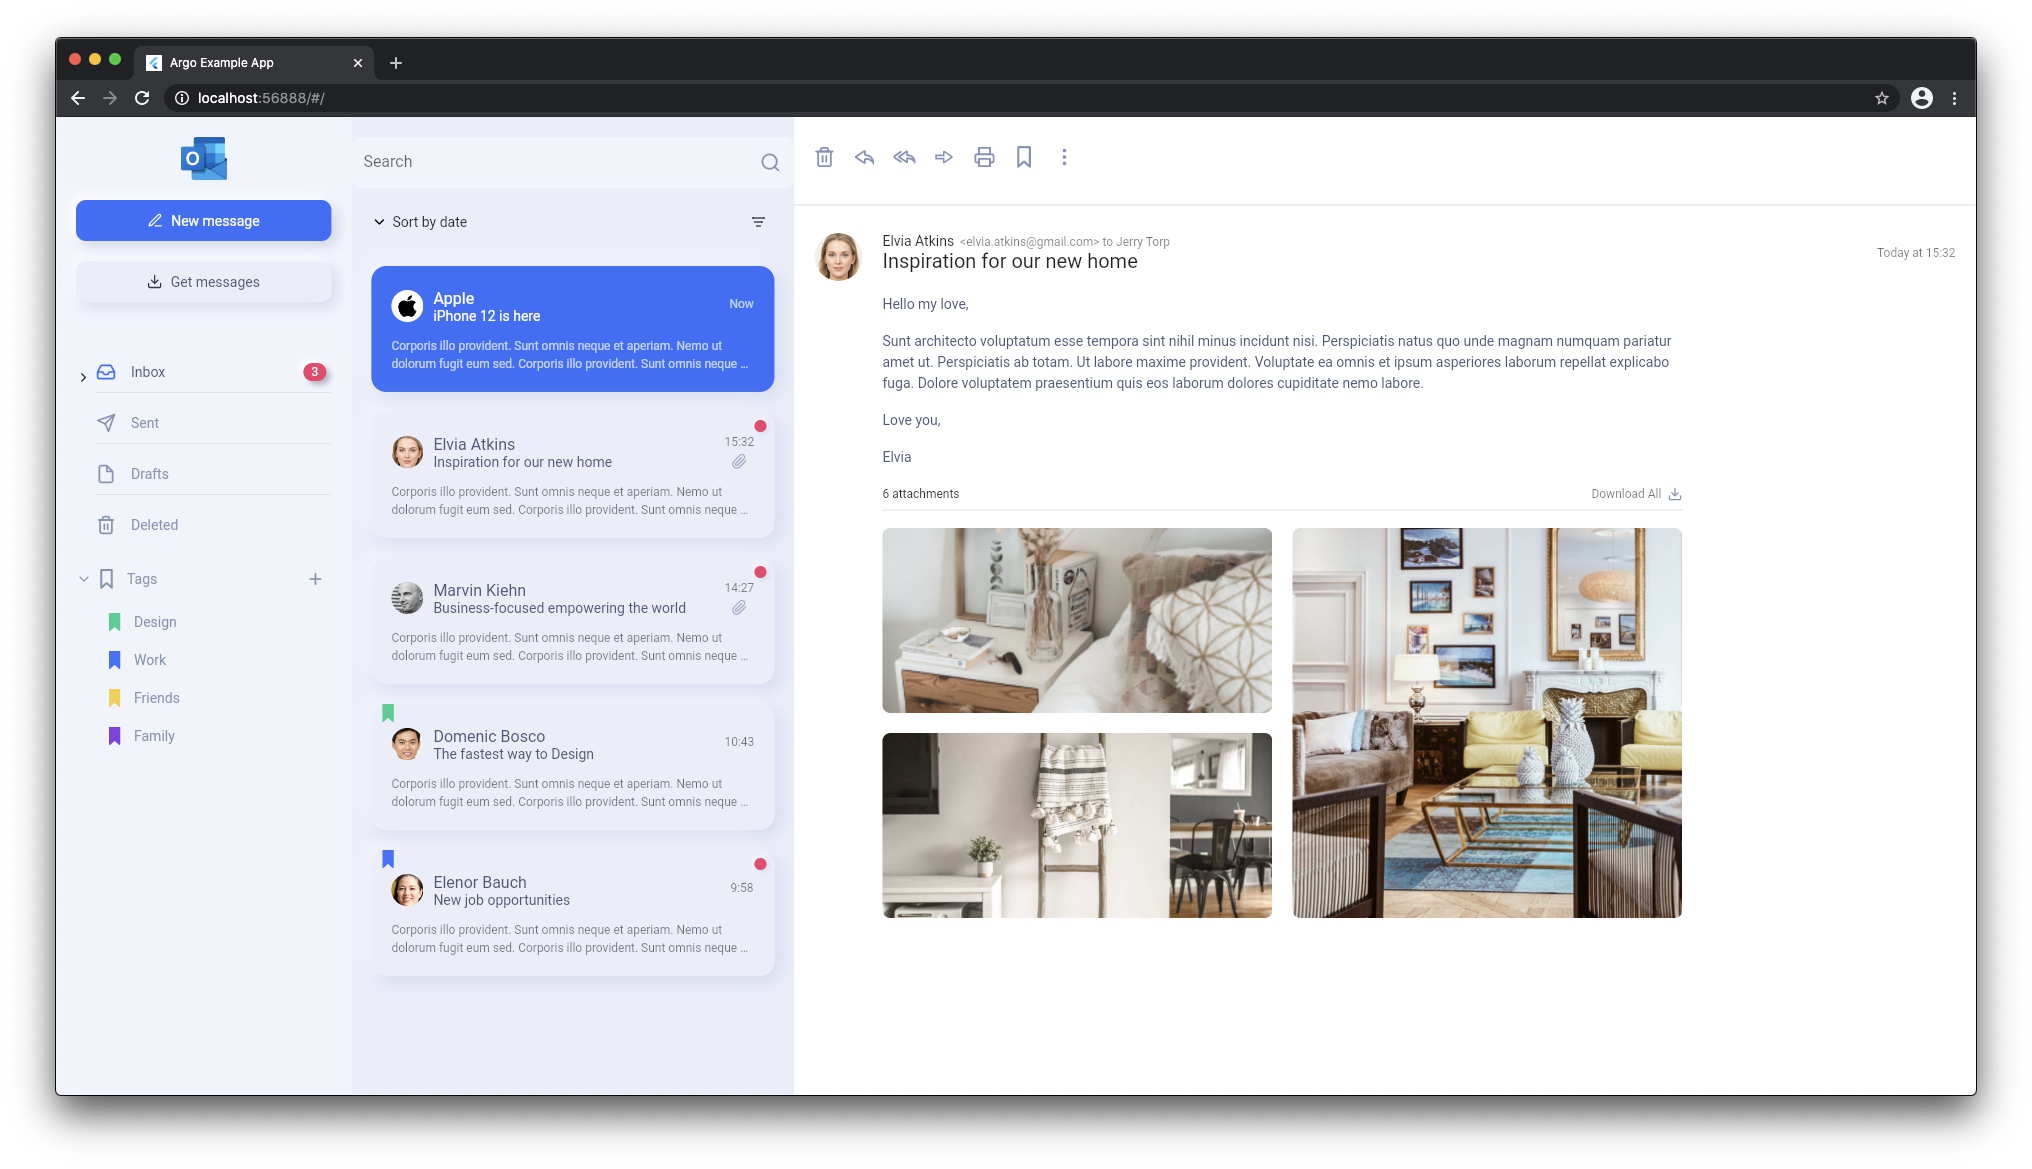 Argo Example App
localhost:56888/#/
O
New message
Get messages
Inbox
3
Sent
Drafts
Deleted
Tags
Design
Work
Friends
Family
Search
Sort by date
Apple
Now
iPhone 12 is here
Corporis illo provident. Sunt omnis neque et aperiam. Nemo ut
dolorum fugit eum sed. Corporis illo provident. Sunt omnis neque ...
Elvia Atkins
15:32
Inspiration for our new home
Corporis illo provident. Sunt omnis neque et aperiam. Nemo ut
dolorum fugit eum sed. Corporis illo provident. Sunt omnis neque ...
Marvin Kiehn
14:27
Business-focused empowering the world
Corporis illo provident. Sunt omnis neque et aperiam. Nemo ut
dolorum fugit eum sed. Corporis illo provident. Sunt omnis neque ...
Domenic Bosco
10:43
The fastest way to Design
Corporis illo provident. Sunt omnis neque et aperiam. Nemo ut
dolorum fugit eum sed. Corporis illo provident. Sunt omnis neque ...
Elenor Bauch
9:58
New job opportunities
Corporis illo provident. Sunt omnis neque et aperiam. Nemo ut
dolorum fugit eum sed. Corporis illo provident. Sunt omnis neque ...
Elvia Atkins <elvia.atkins@gmail.com> to Jerry Torp
Today at 15:32
Inspiration for our new home
Hello my love,
Sunt architecto voluptatum esse tempora sint nihil minus incidunt nisi. Perspiciatis natus quo unde magnam numquam pariatur
amet ut. Perspiciatis ab totam. Ut labore maxime provident. Voluptate ea omnis et ipsum asperiores laborum repellat explicabo
fuga. Dolore voluptatem praesentium quis eos laborum dolores cupiditate nemo labore.
Love you,
Elvia
6 attachments
Download All